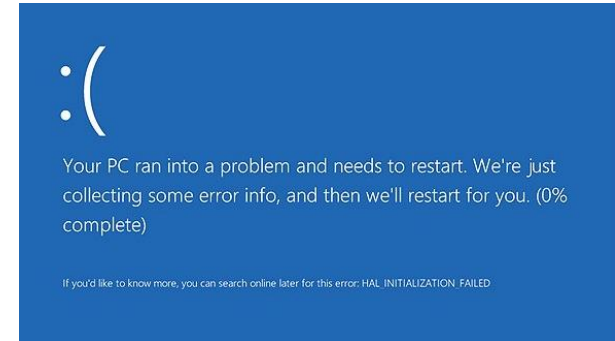 :(
Your PC ran into a problem and needs to restart. We're just
collecting some error info, and then we'll restart for you. (0%
complete)
If you'd like to know more, you can search online later for this error: HAL_INITIALIZATION_FAILED